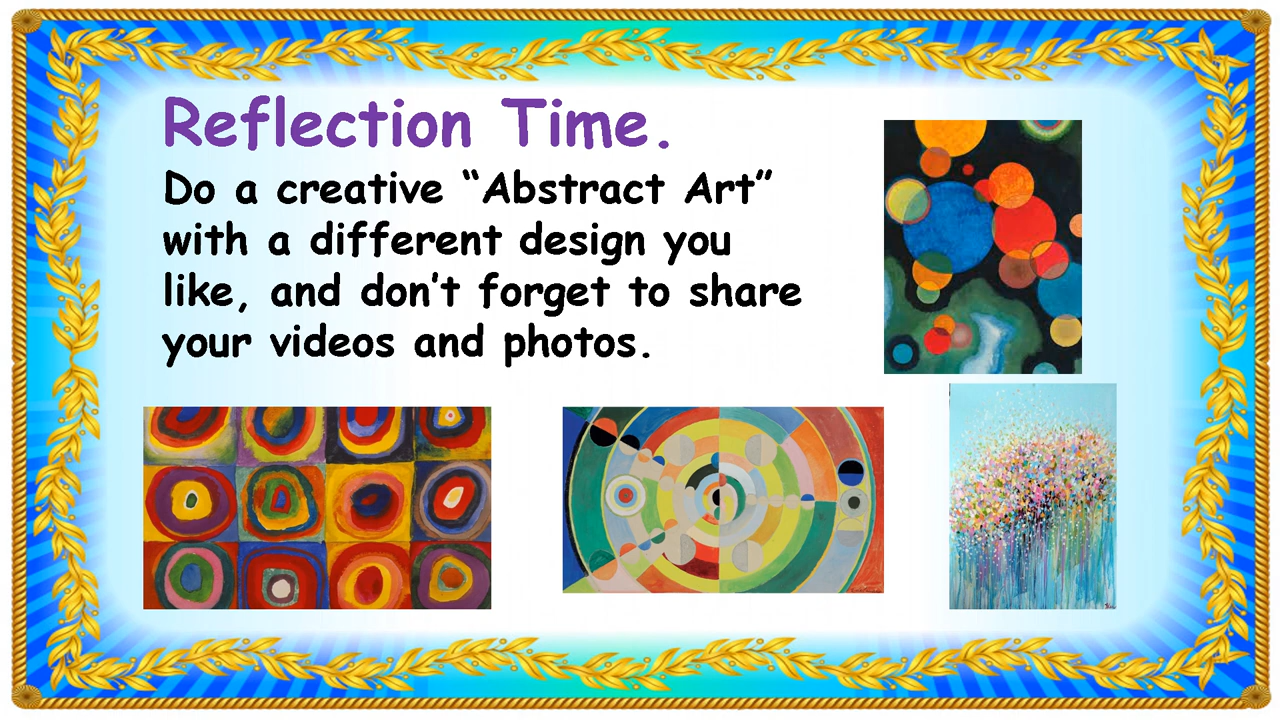 Reflection Time.
Do a creative “Abstract Art”
with a different design you
like, and don’t forget to share
your videos and photos.